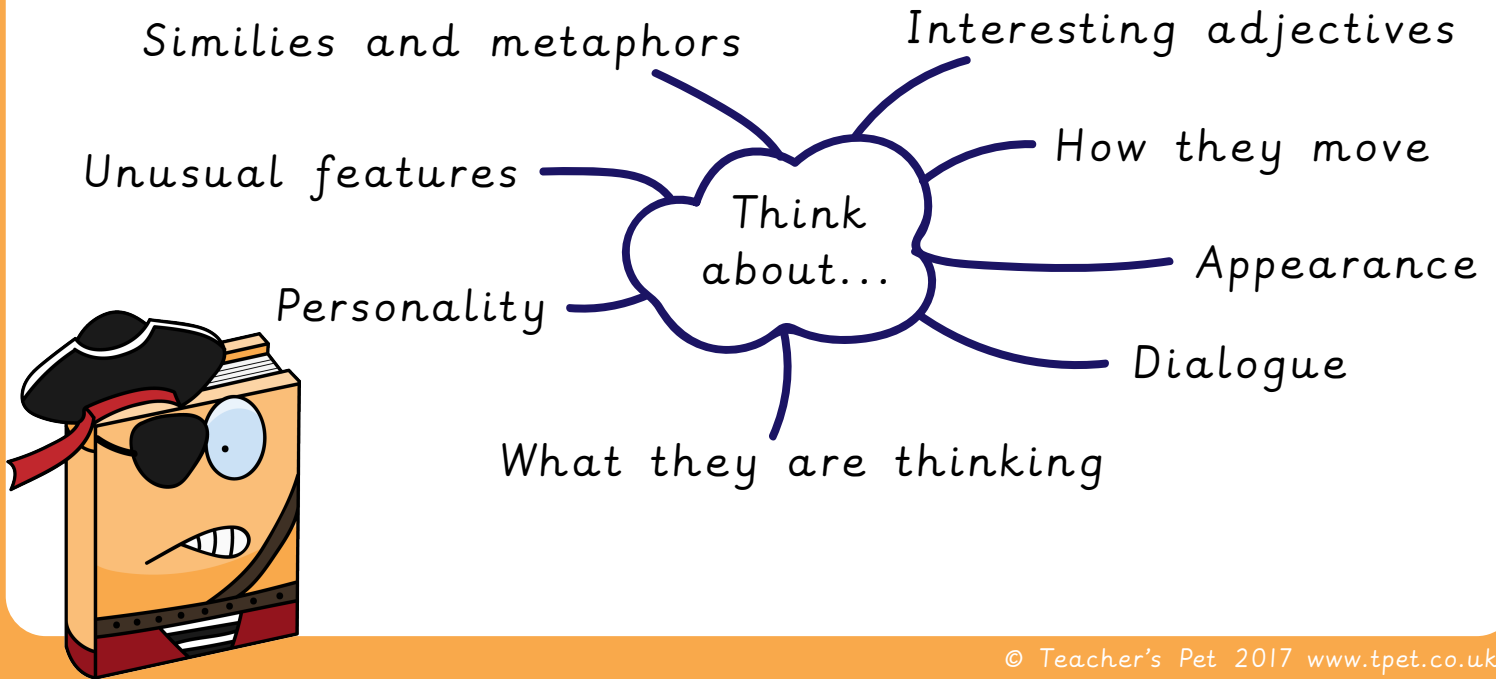 Similies and metaphors
Interesting adjectives
Unusual features
How they move
Think
about...
Personality
Appearance
Dialogue
What they are thinking
© Teacher's Pet 2017 www.tpet.co.uk